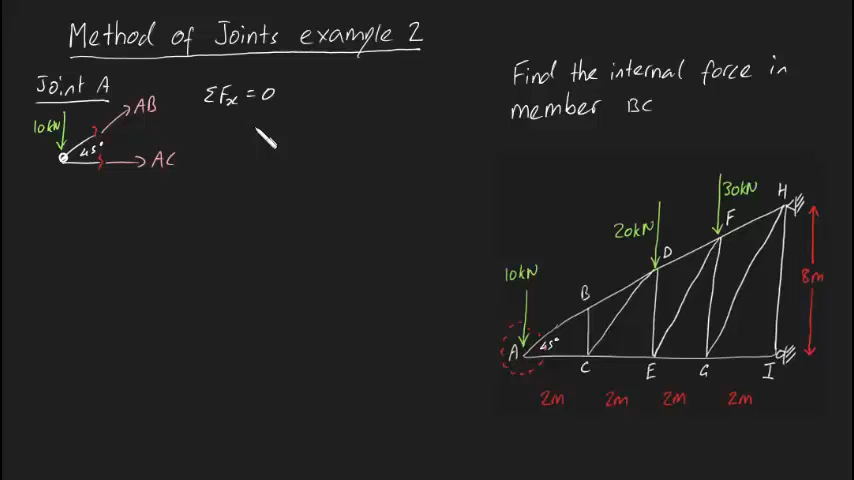 Method of Joints example 2
Joint A
ΣFx = 0
10kN
AB
45°
AC
Find the internal force in
member BC
30kN
H
20kN
F
D
10kN
B
8m
A
45°
C
E
G
I
2m 2m 2m 2m